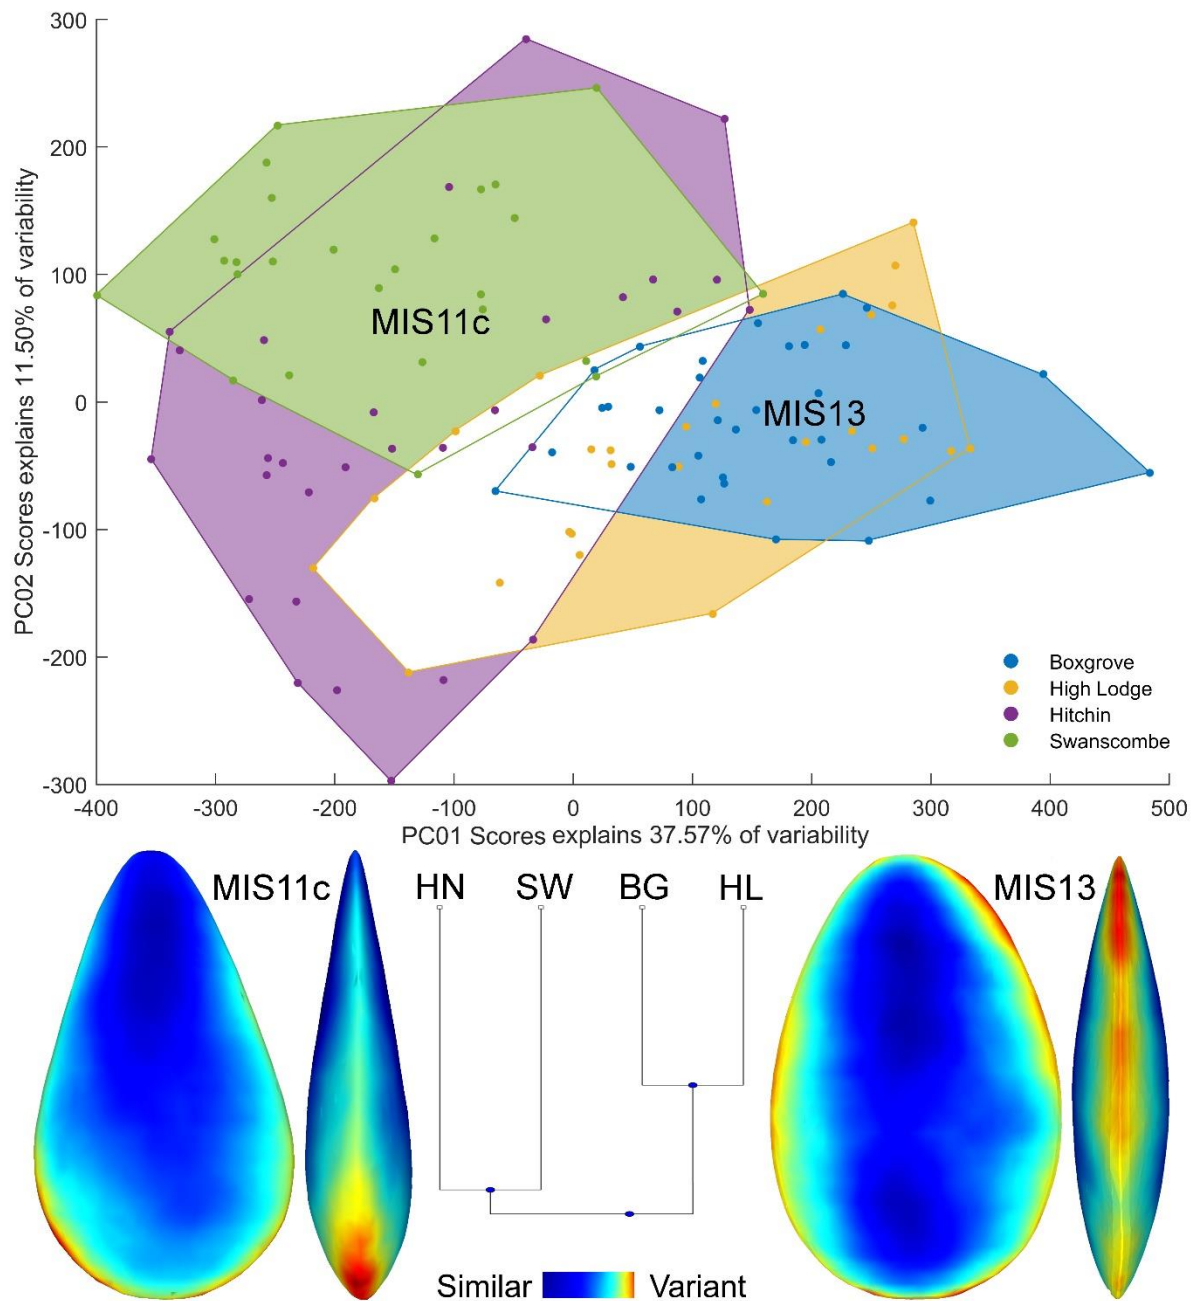 300
200
100
0
-100
-200
-300
PC02 Scores explains 11.50% of variability
MIS11c
MIS13
Boxgrove
High Lodge
Hitchin
Swanscombe
-400 -300 -200 -100 0 100 200 300 400 500
PC01 Scores explains 37.57% of variability
MIS11c HN SW BG HL MIS13
Similar Variant